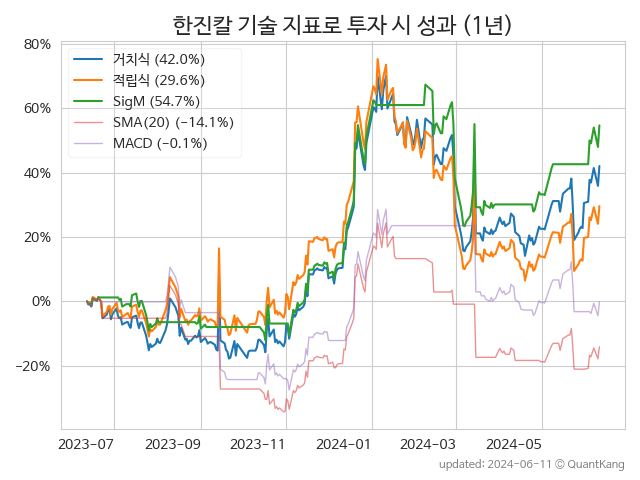 한진칼 기술 지표로 투자 시 성과 (1년)
80%
60%
40%
20%
0%
−20%
거치식 (42.0%)
적립식 (29.6%)
SigM (54.7%)
SMA(20) (−14.1%)
MACD (−0.1%)
2023−07 2023−09 2023−11 2024−01 2024−03 2024−05
updated: 2024-06-11 ⓒ QuantKang